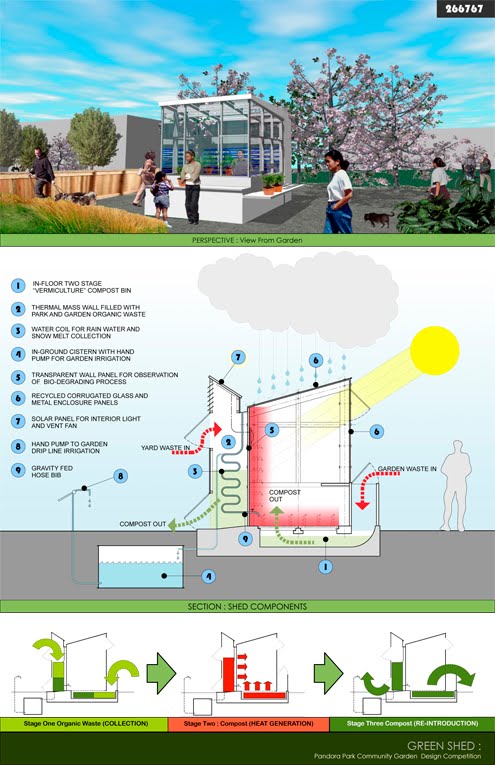 266767
PERSPECTIVE : View From Garden
1
IN-FLOOR TWO STAGE
"VERMICULTURE" COMPOST BIN
2
THERMAL MASS WALL FILLED WITH
PARK AND GARDEN ORGANIC WASTE
3
WATER COIL FOR RAIN WATER AND
SNOW MELT COLLECTION
4
IN-GROUND CISTERN WITH HAND
PUMP FOR GARDEN IRRIGATION
5
TRANSPARENT WALL PANEL FOR OBSERVATION
OF BIO-DEGRADING PROCESS
6
RECYCLED CORRUGATED GLASS AND
METAL ENCLOSURE PANELS
7
SOLAR PANEL FOR INTERIOR LIGHT
AND VENT FAN
8
HAND PUMP TO GARDEN
DRIP LINE IRRIGATION
9
GRAVITY FED
HOSE BIB
7
6
2
5
6
YARD WASTE IN
3
GARDEN WASTE IN
8
COMPOST
OUT
COMPOST OUT
9
1
4
SECTION : SHED COMPONENTS
Stage One Organic Waste (COLLECTION)
Stage Two : Compost (HEAT GENERATION)
Stage Three Compost (RE-INTRODUCTION)
GREEN SHED :
Pandora Park Community Garden Design Competition